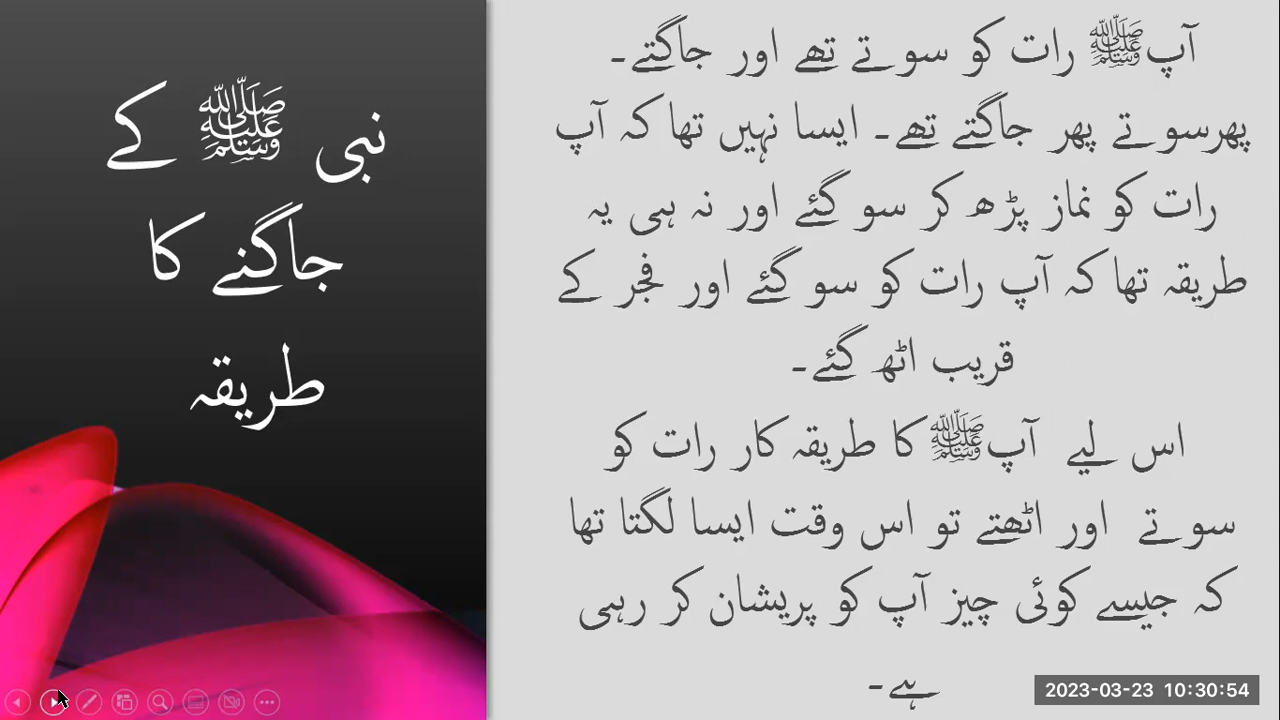 نبی ﷺ کے
جاگنے کا
طریقہ
آپﷺ رات کو سوتے تھے اور جاگتے۔
پھرسوتے پھر جاگتے تھے۔ ایسا نہیں تھا کہ آپ
رات کو نماز پڑھ کر سو گئے اور نہ ہی یہ
طریقہ تھا کہ آپ رات کو سو گئے اور فجر کے
قریب اٹھ گئے۔
اس لیے آپﷺ کا طریقہ کار رات کو
سوتے اور اٹھتے تو اس وقت ایسا لگتا تھا
کہ جیسے کوئی چیز آپ کو پریشان کر رہی
ہے۔
2023-03-23 10:30:54